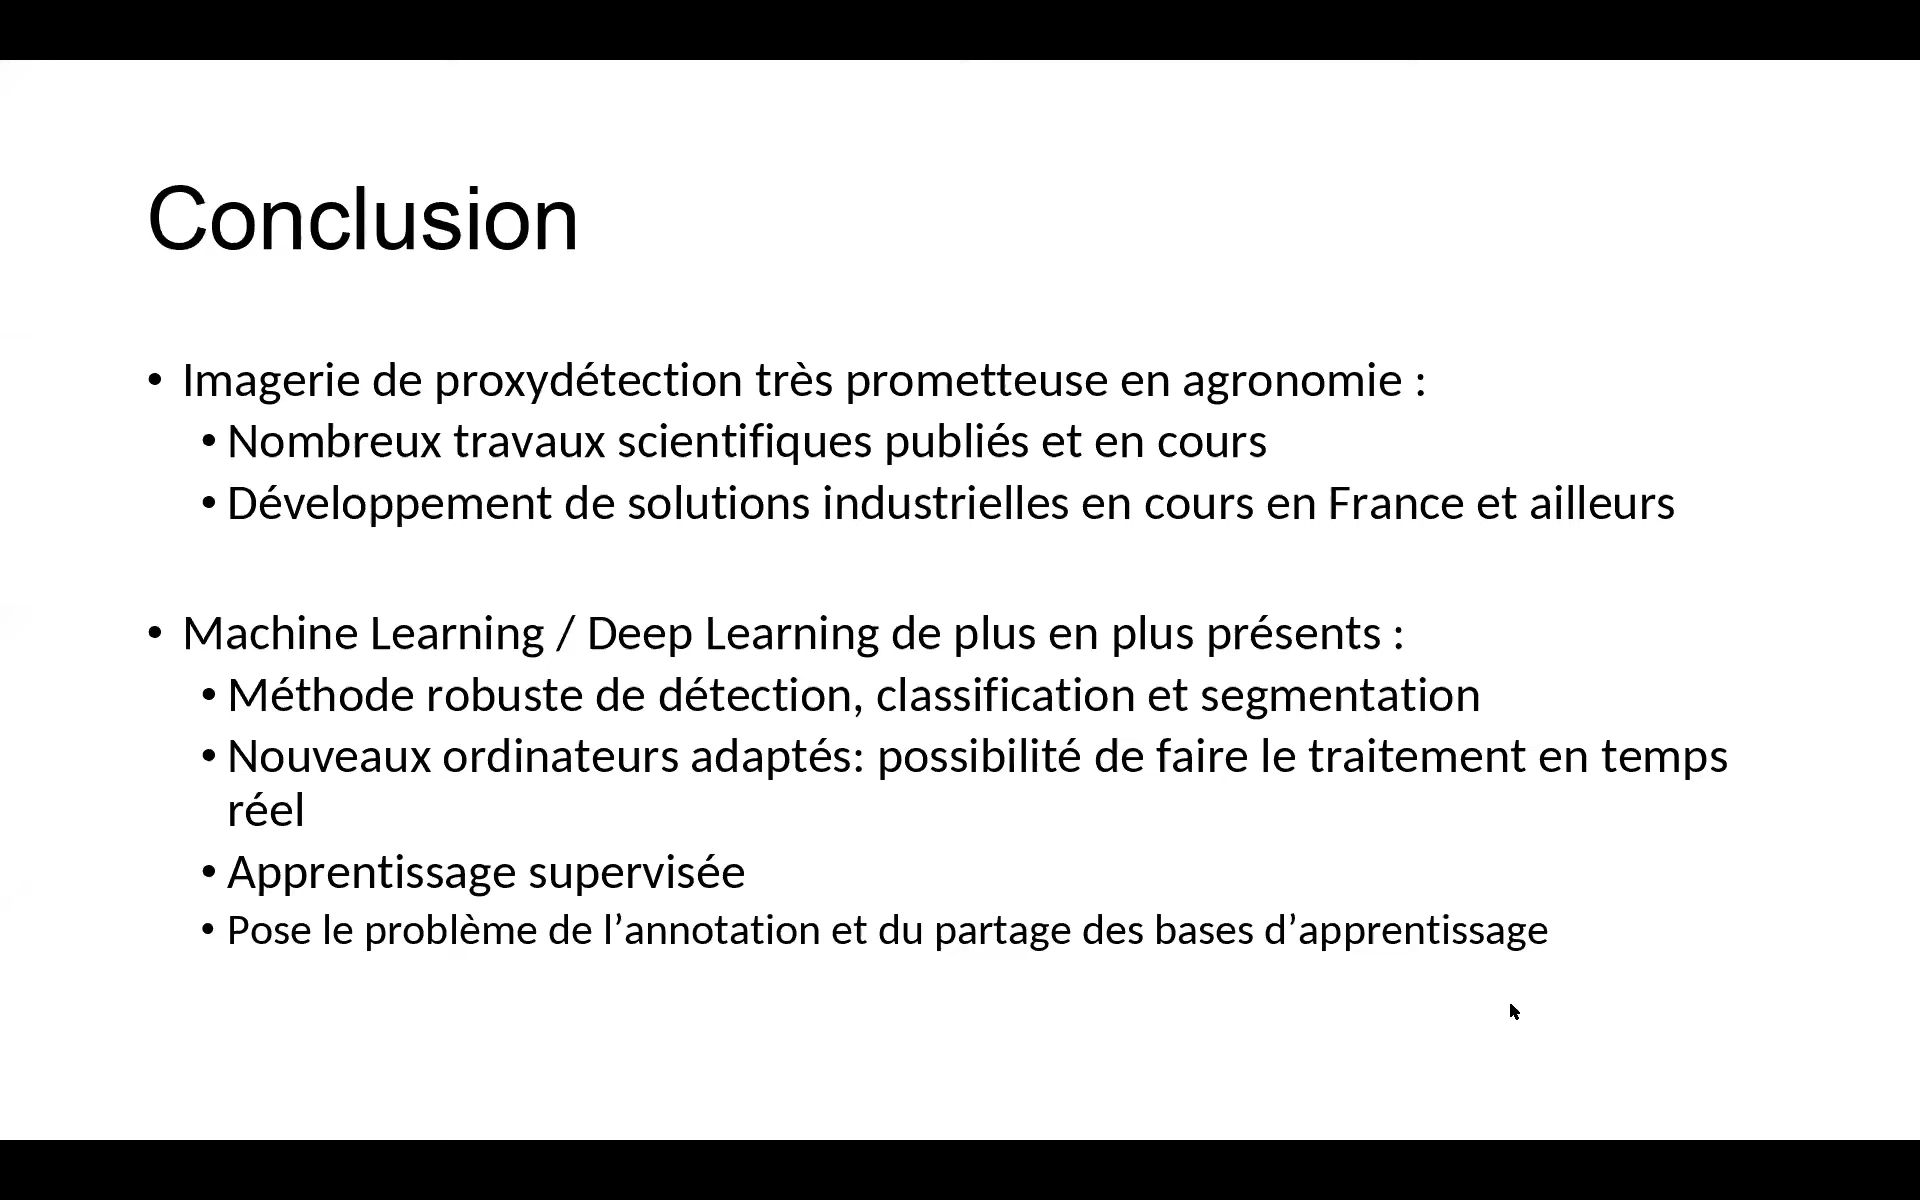 Conclusion
• Imagerie de proxydétection très prometteuse en agronomie :
• Nombreux travaux scientifiques publiés et en cours
• Développement de solutions industrielles en cours en France et ailleurs
• Machine Learning / Deep Learning de plus en plus présents :
• Méthode robuste de détection, classification et segmentation
• Nouveaux ordinateurs adaptés: possibilité de faire le traitement en temps
réel
• Apprentissage supervisée
• Pose le problème de l’annotation et du partage des bases d’apprentissage